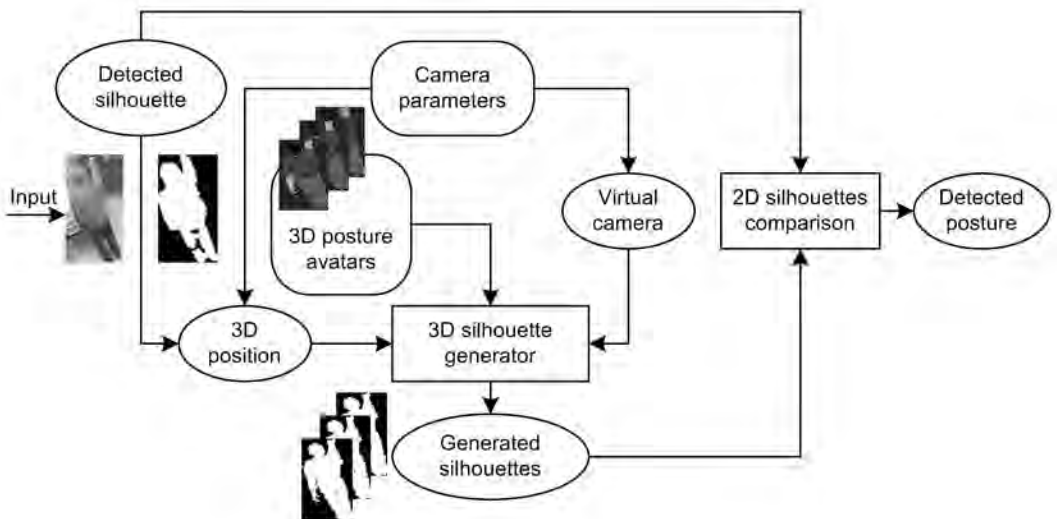 Detected
silhouette
Camera
parameters
Input
3D posture
avatars
Virtual
camera
2D silhouettes
comparison
Detected
posture
3D
position
3D silhouette
generator
Generated
silhouettes